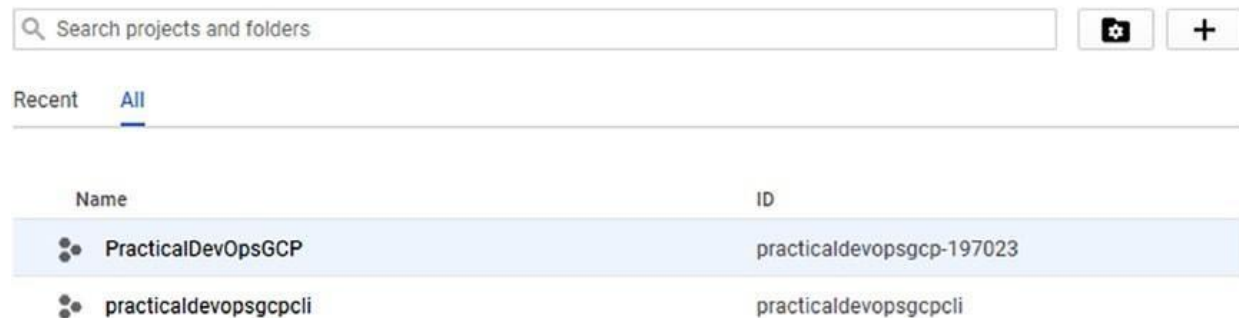 Search projects and folders
Recent All
Name ID
PracticalDevOpsGCP practicaldevopsgcp-197023
practicaldevopsgcpcli practicaldevopsgcpcli